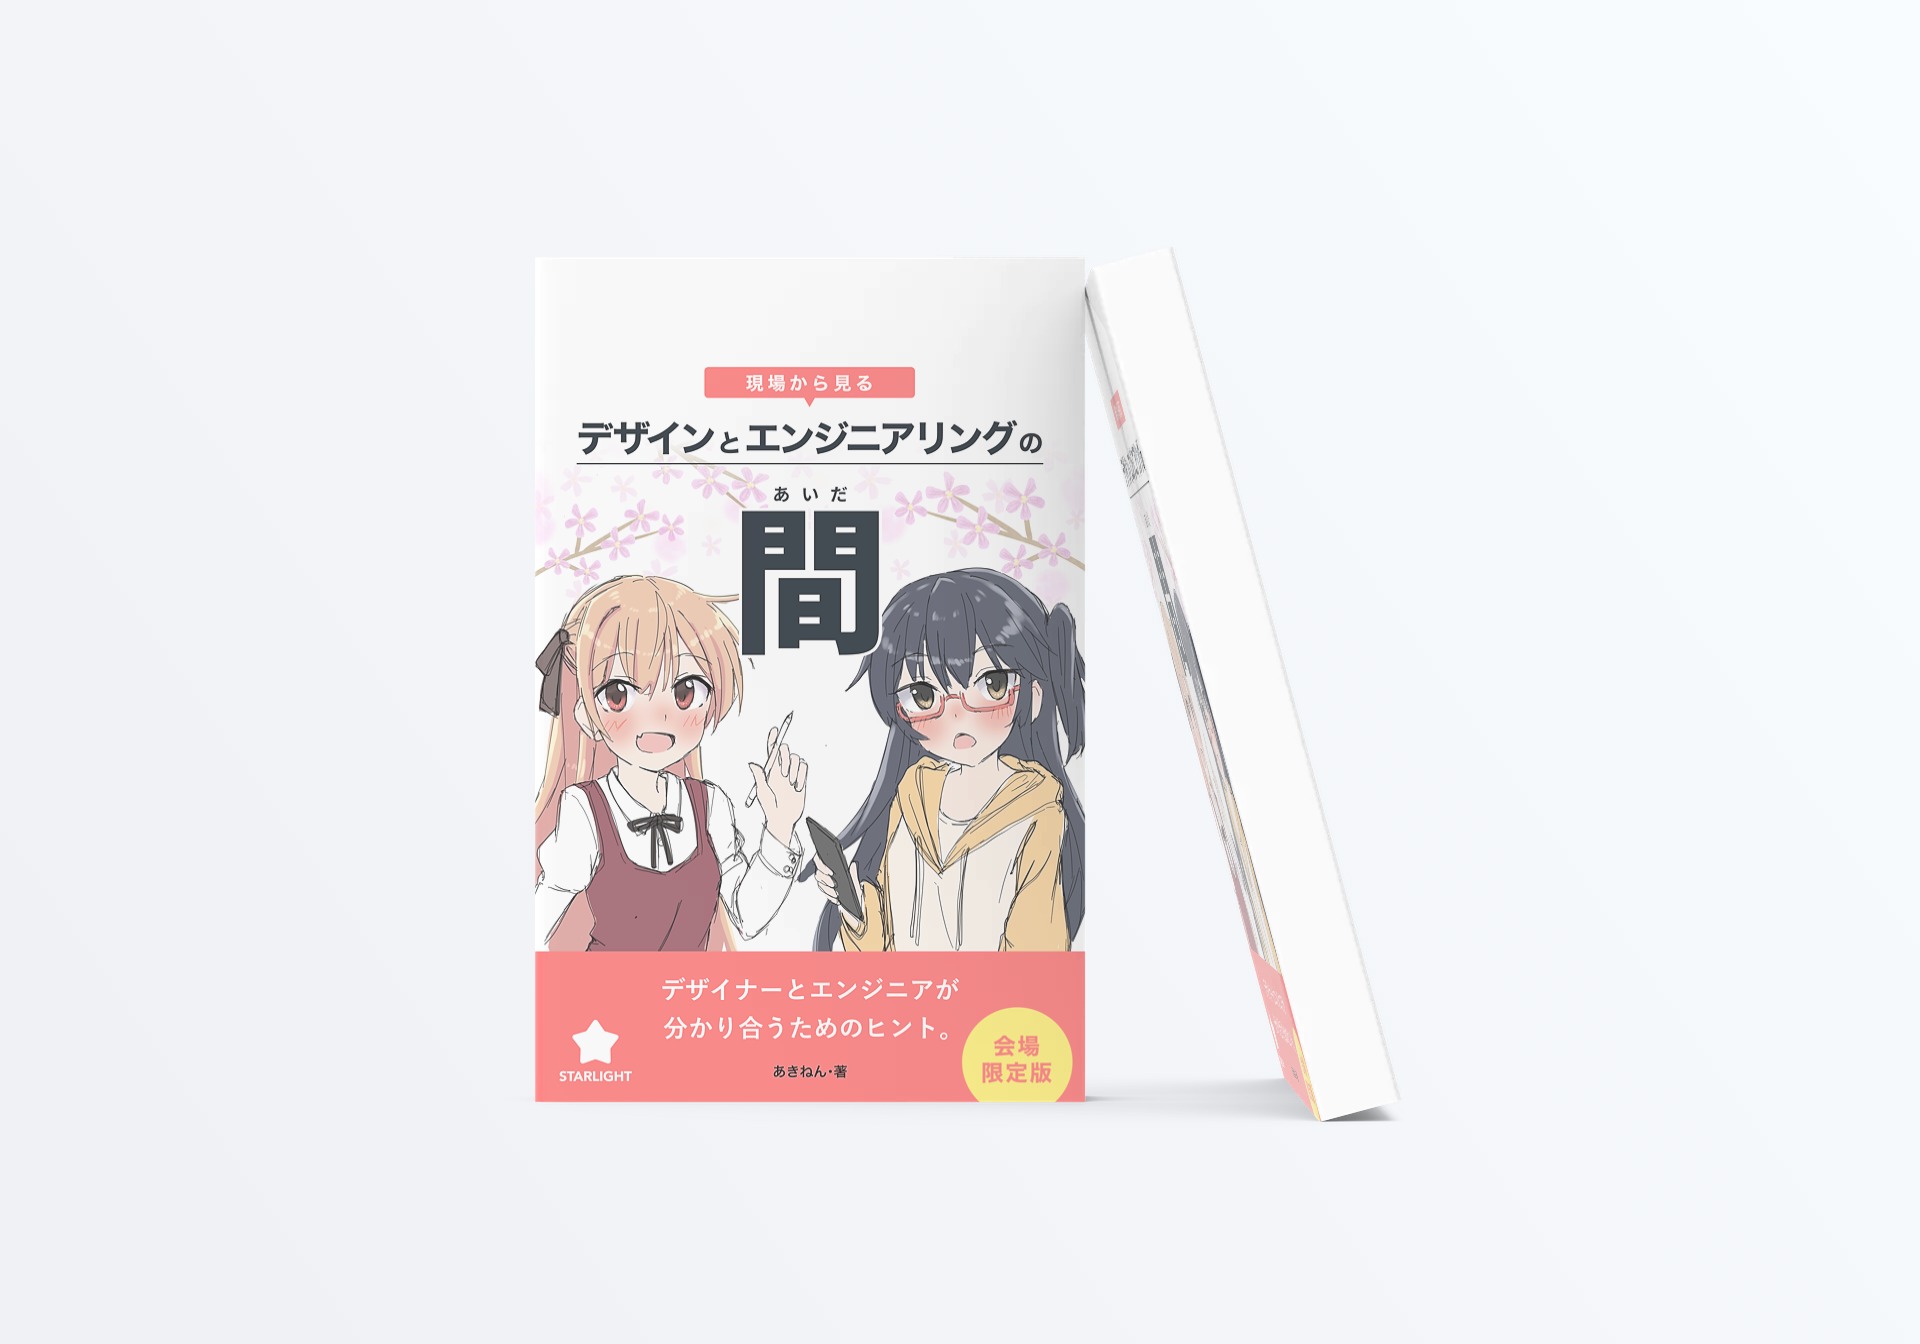 現場から見る
デザインとエンジニアリングの
あいだ
間
デザイナーとエンジニアが
分かり合うためのヒント。
あきねん・著
STARLIGHT
会場
限定版